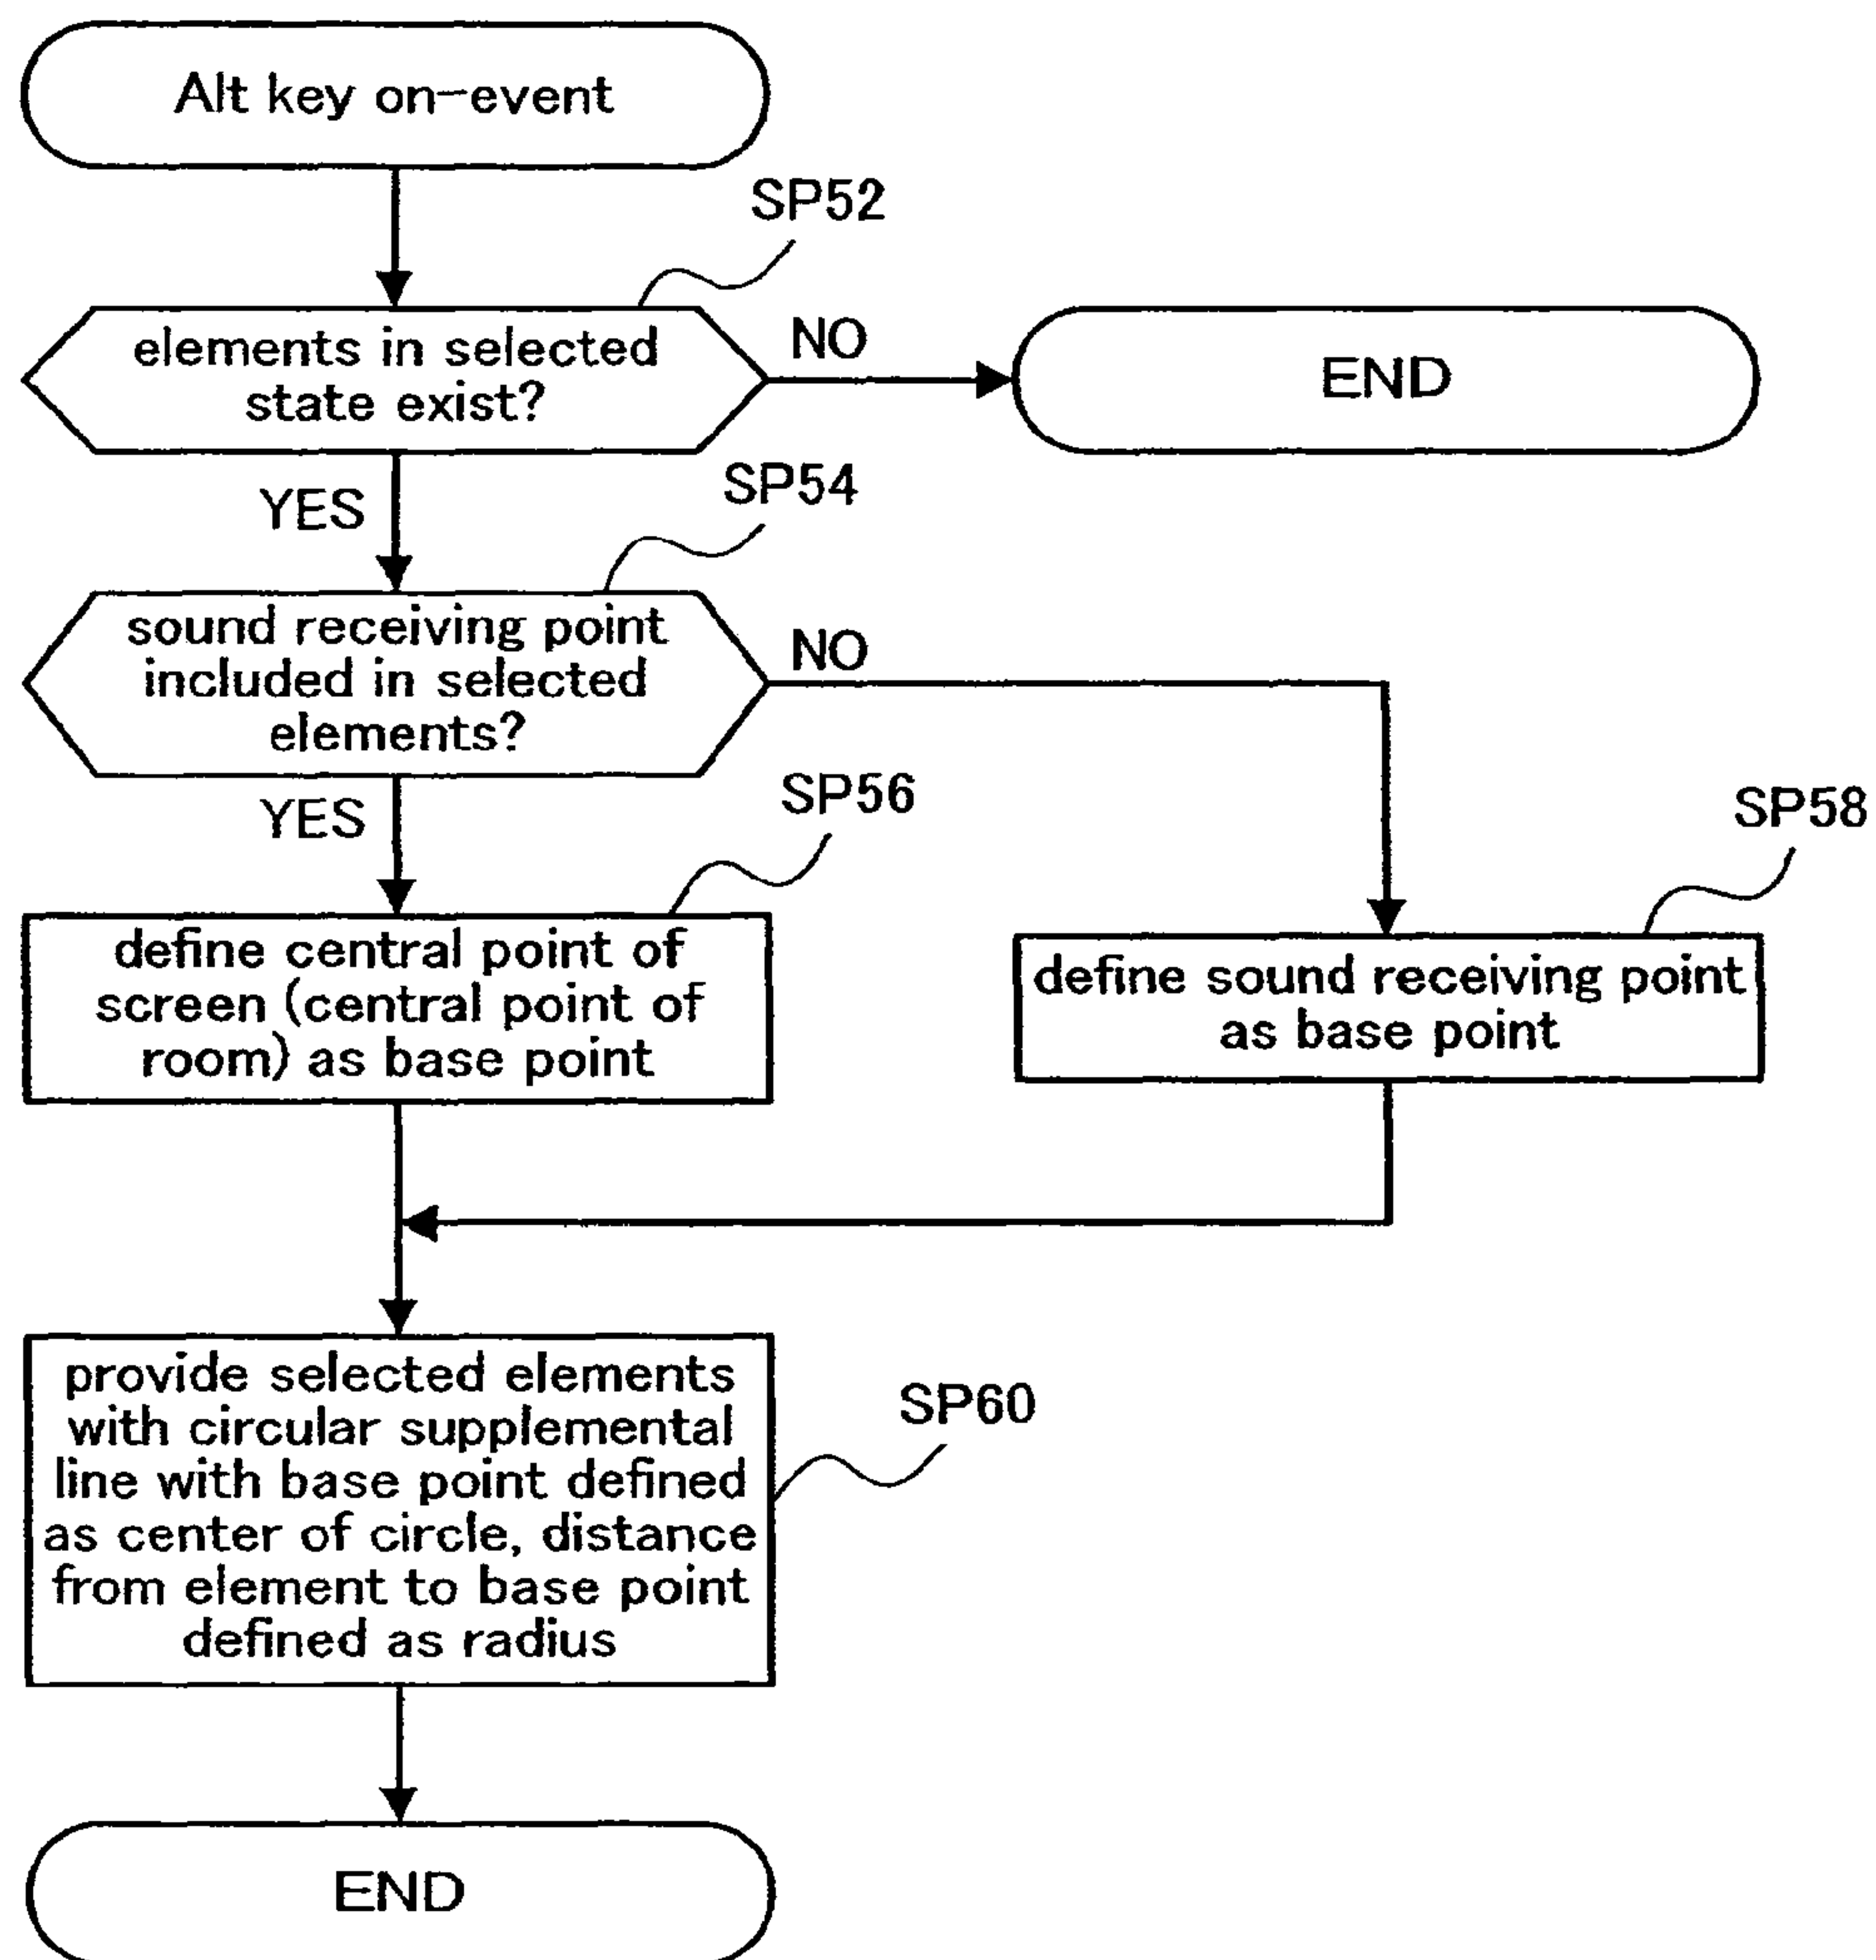 Alt key on-event
SP52
elements in selected
state exist?
NO
END
YES
SP54
sound receiving point
included in selected
elements?
NO
YES
SP56
SP58
define central point of
screen (central point of
room) as base point
define sound receiving point
as base point
provide selected elements
with circular supplemental
line with base point defined
as center of circle, distance
from element to base point
defined as radius
SP60
END